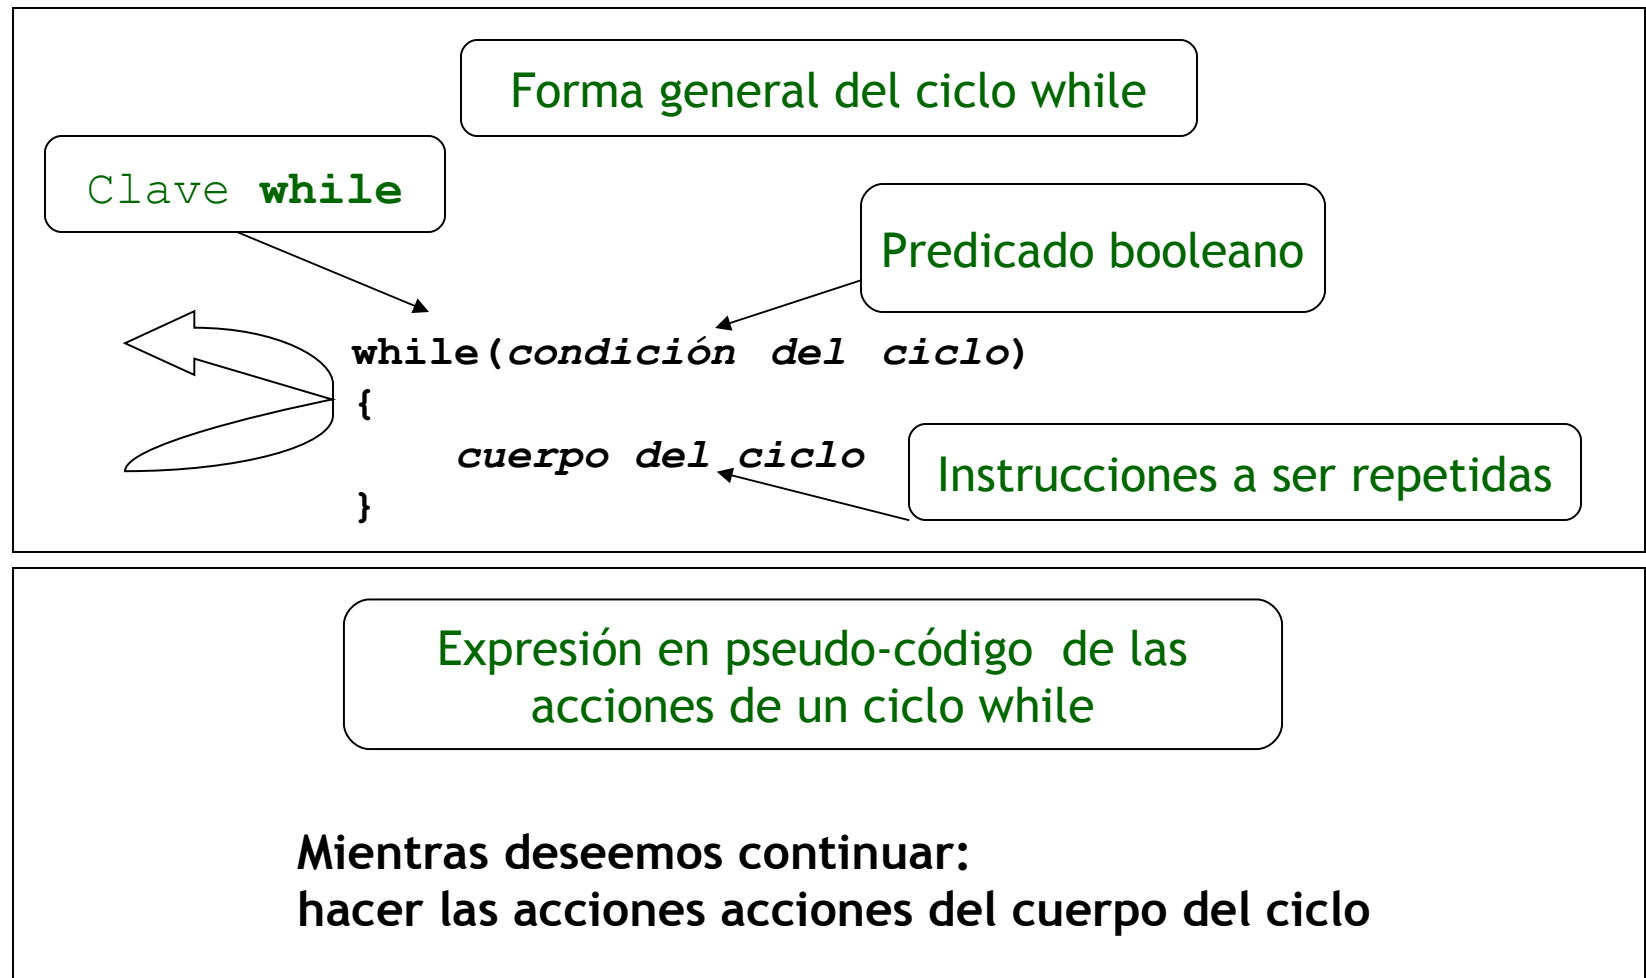 Forma general del ciclo while
Clave while
Predicado booleano
while(condición del ciclo)
{
cuerpo del ciclo
Instrucciones a ser repetidas
}
Expresión en pseudo-código de las
acciones de un ciclo while
Mientras deseemos continuar:
hacer las acciones acciones del cuerpo del ciclo